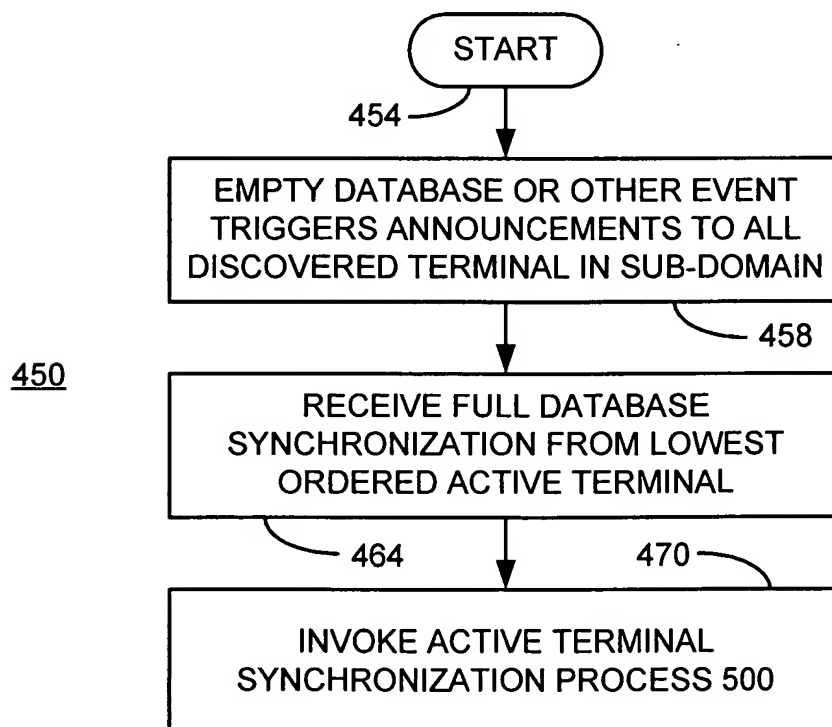 START
454
EMPTY DATABASE OR OTHER EVENT
TRIGGERS ANNOUNCEMENTS TO ALL
DISCOVERED TERMINAL IN SUB-DOMAIN
458
450
RECEIVE FULL DATABASE
SYNCHRONIZATION FROM LOWEST
ORDERED ACTIVE TERMINAL
464
470
INVOKE ACTIVE TERMINAL
SYNCHRONIZATION PROCESS 500